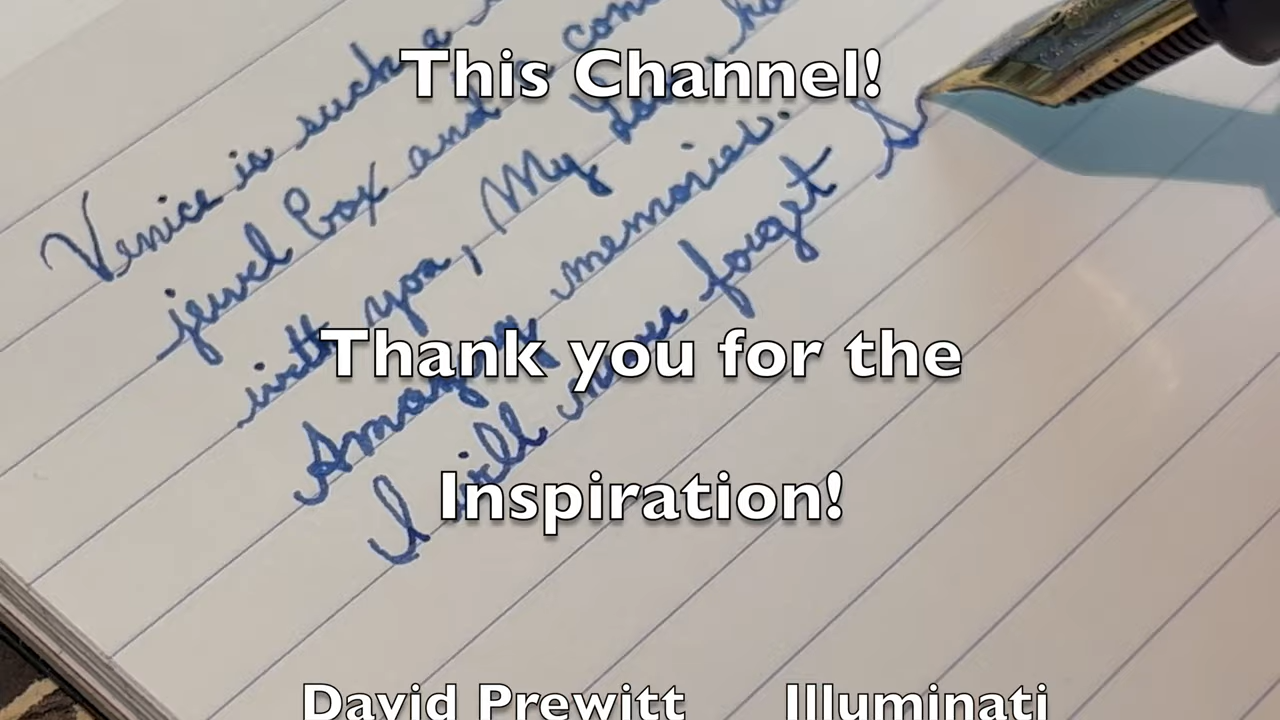 This Channel!
Thank you for the
Inspiration!
David Prewitt Illuminati
Venice is such a
jewel box and a
with you, My Love,
Amazing memories.
I will never forget